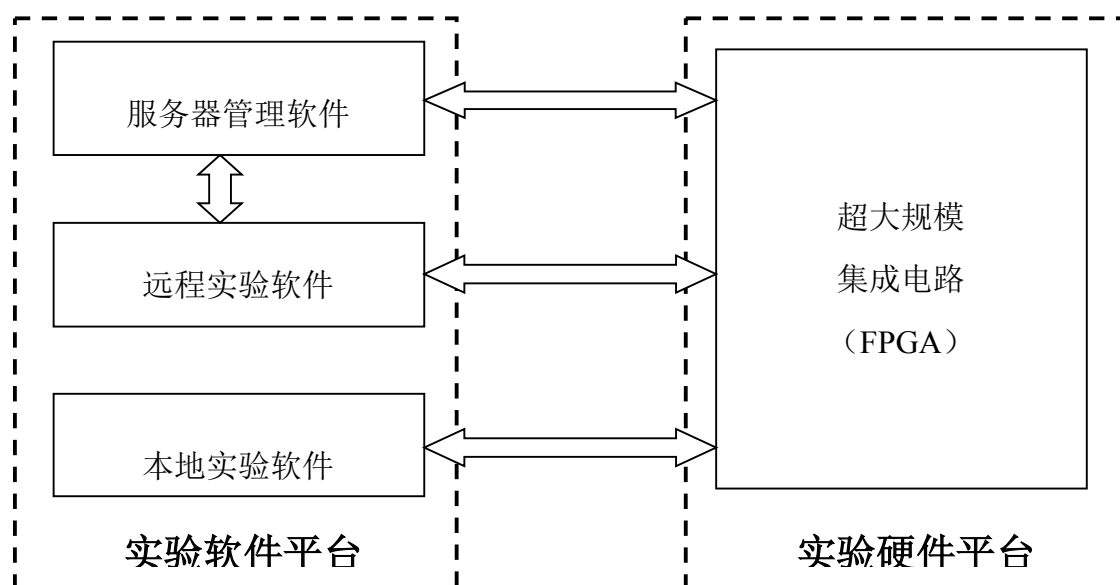 服务器管理软件
远程实验软件
本地实验软件
实验软件平台
超大规模
集成电路
（FPGA）
实验硬件平台